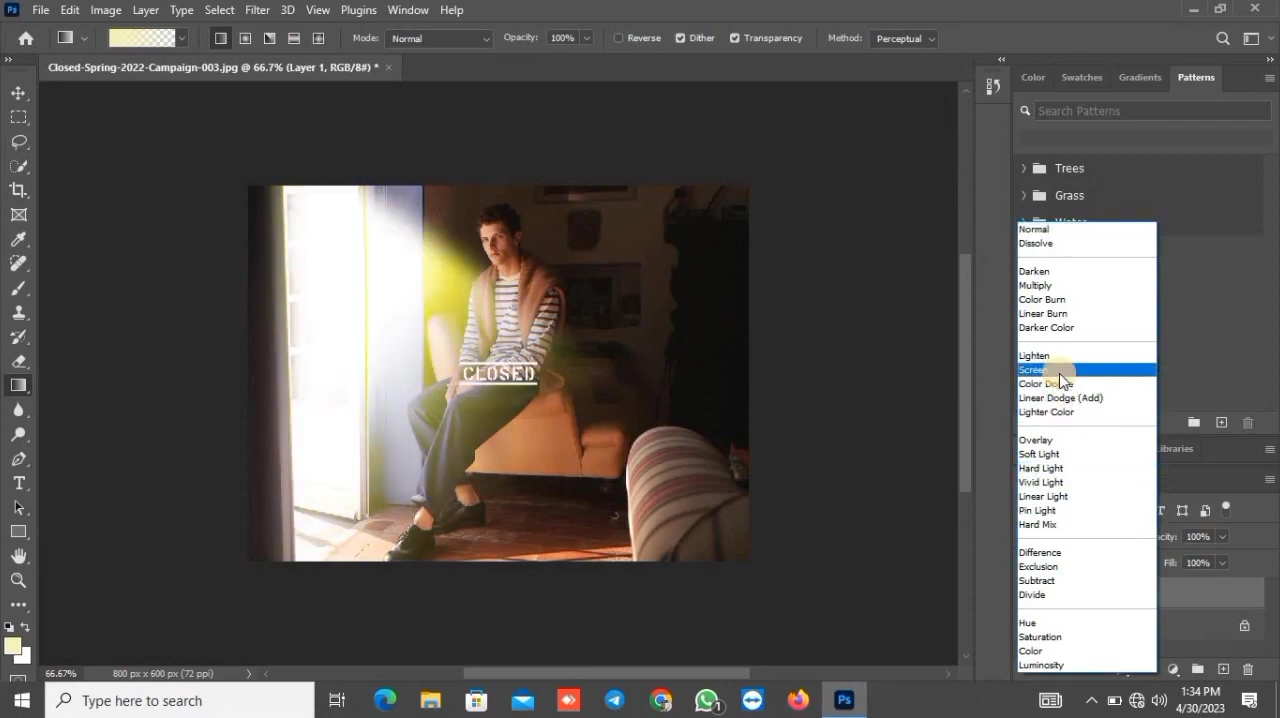 Ps File Edit Image Layer Type Select Filter 3D View Plugins Window Help
Mode: Normal Opacity: 100% Reverse Dither Transparency Method: Perceptual
Closed-Spring-2022-Campaign-003.jpg @ 66.7% (Layer 1, RGB/8#) * ×
Color Swatches Gradients Patterns
Search Patterns
Trees
Grass
Normal
Dissolve
Darken
Multiply
Color Burn
Linear Burn
Darker Color
Lighten
Screen
Color Dodge
Linear Dodge (Add)
Lighter Color
Overlay
Soft Light
Hard Light
Vivid Light
Linear Light
Pin Light
Hard Mix
Difference
Exclusion
Subtract
Divide
Hue
Saturation
Color
Luminosity
CLOSED
100%
Fill: 100%
66.67% 800 px x 600 px (72 ppi)
Type here to search
1
Ps
1:34 PM
4/30/2023